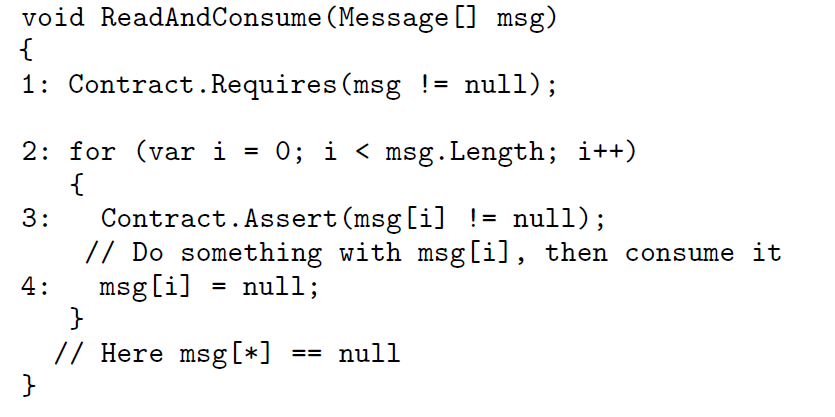 void ReadAndConsume(Message[] msg)
{
1: Contract.Requires(msg != null);
2: for (var i = 0; i < msg.Length; i++)
{
3: Contract.Assert(msg[i] != null);
// Do something with msg[i], then consume it
4: msg[i] = null;
}
// Here msg[*] == null
}